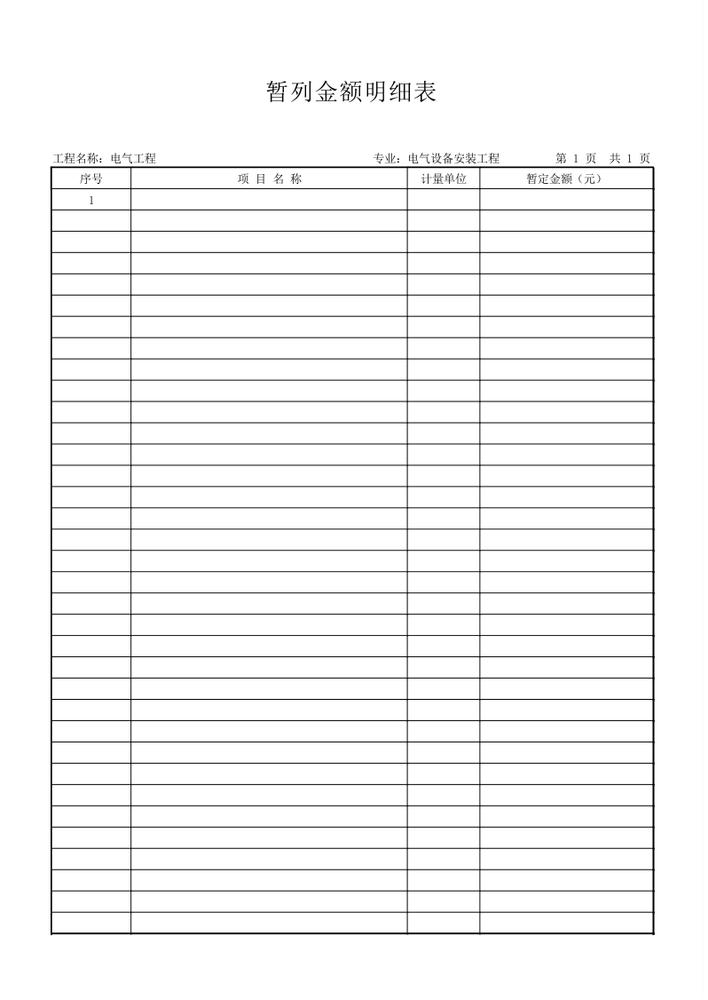 暂列金额明细表
工程名称：电气工程 专业：电气设备安装工程 第 1 页 共 1 页
序号 项 目 名 称 计量单位 暂定金额（元）
1